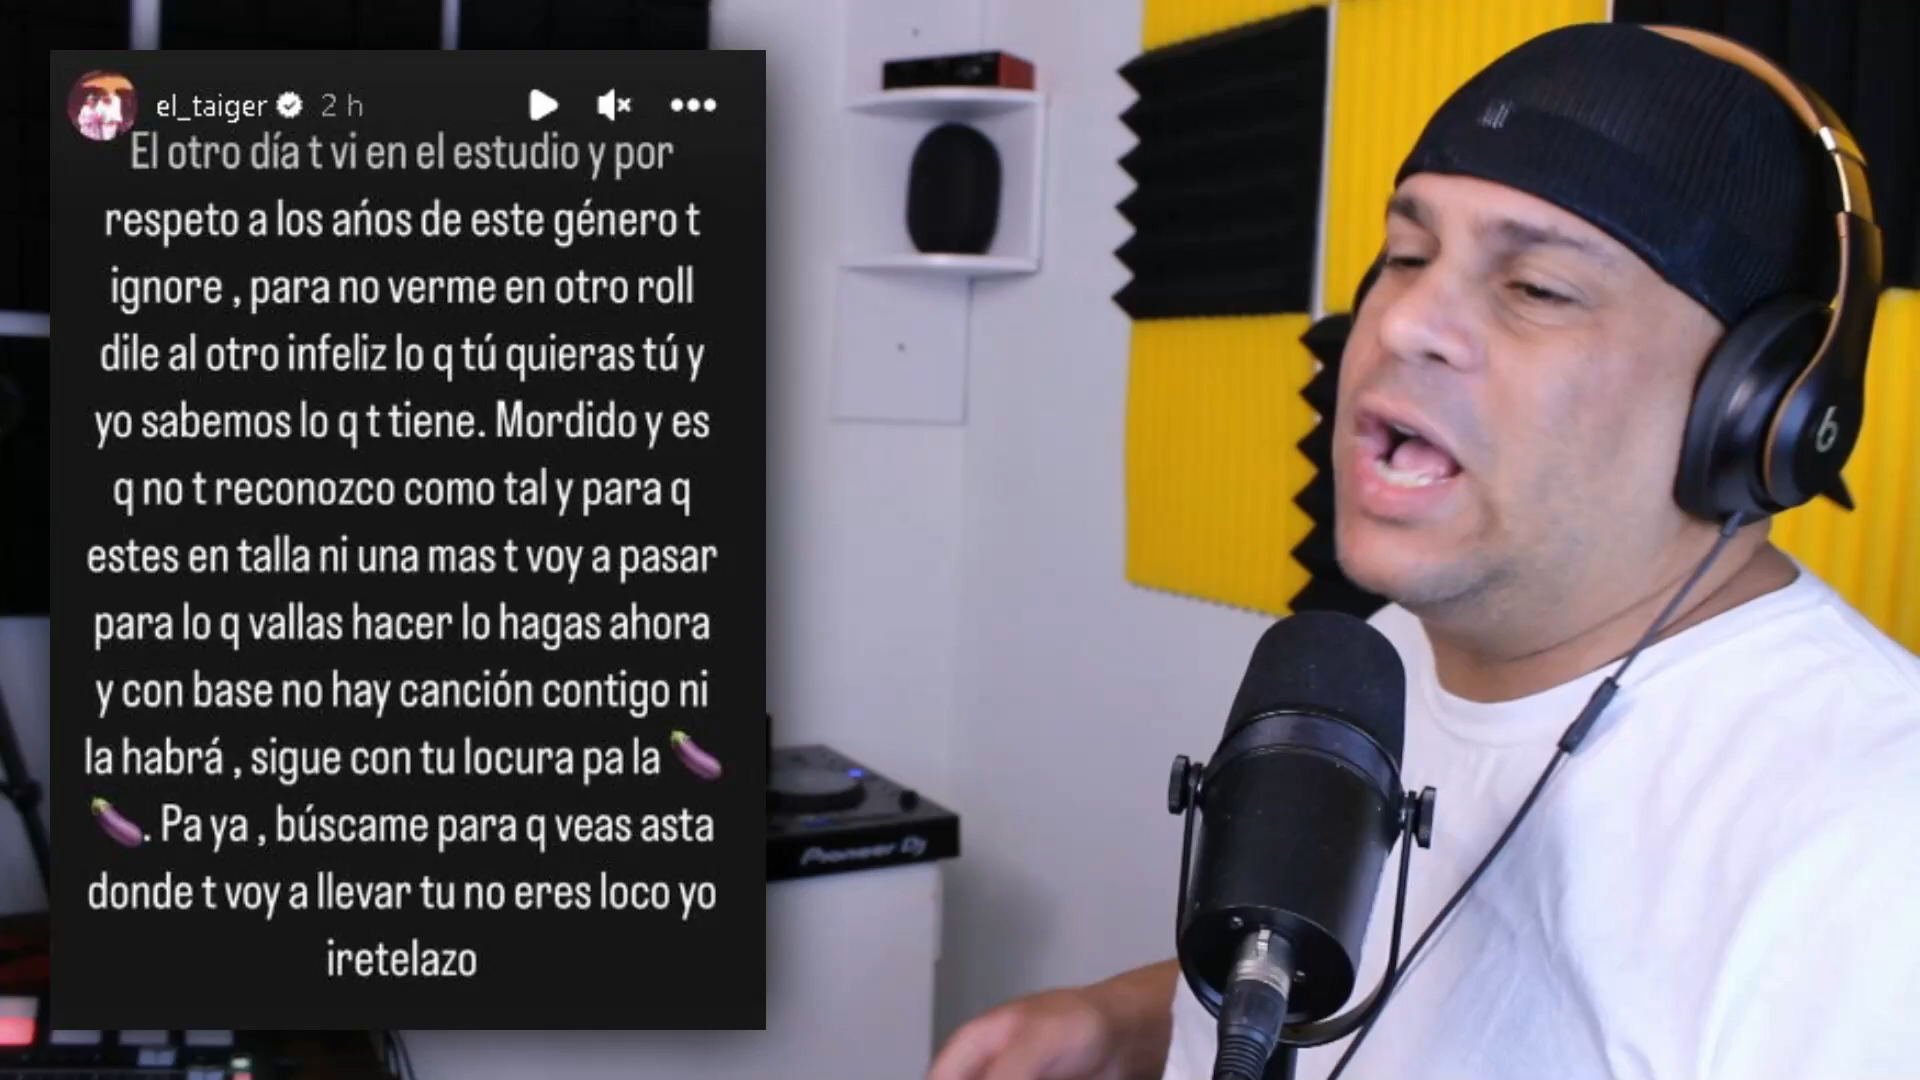 el_taiger 2 h
El otro día t vi en el estudio y por
respeto a los ańos de este género t
ignore , para no verme en otro roll
dile al otro infeliz lo q tú quieras tú y
yo sabemos lo q t tiene. Mordido y es
q no t reconozco como tal y para q
estes en talla ni una mas t voy a pasar
para lo q vallas hacer lo hagas ahora
y con base no hay canción contigo ni
la habrá , sigue con tu locura pa la 🍆
🍆. Pa ya , búscame para q veas asta
donde t voy a llevar tu no eres loco yo
iretelazo
Pioneer Dj